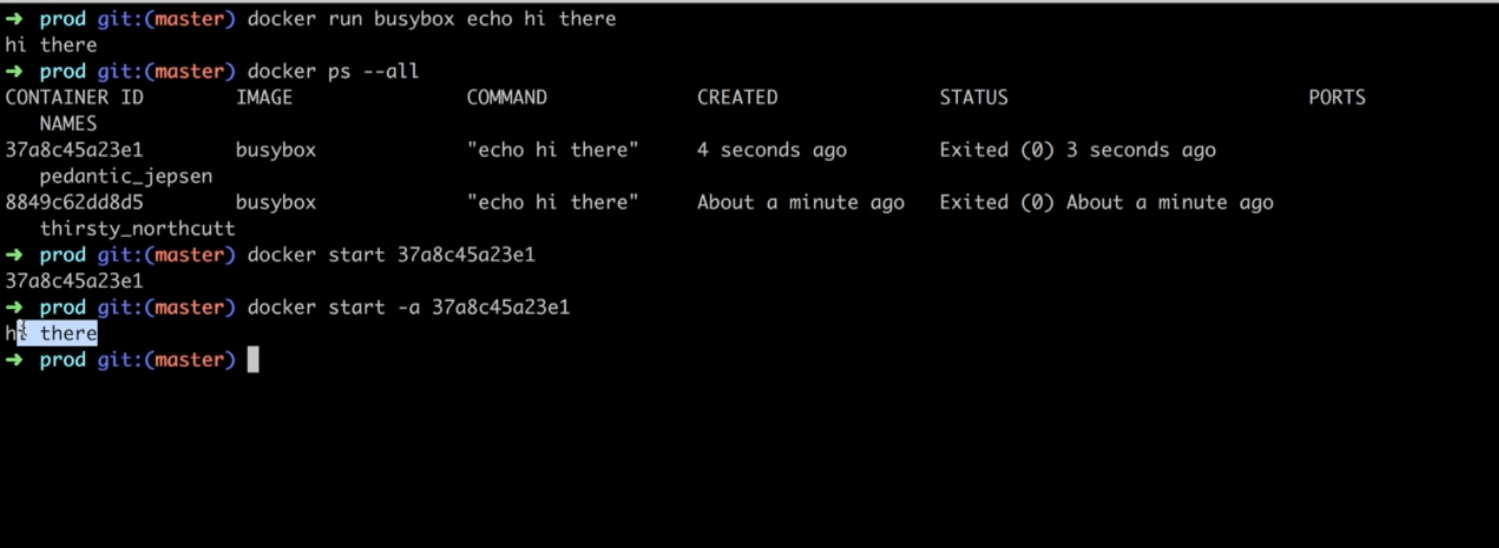 ➜ prod git:(master) docker run busybox echo hi there
hi there
➜ prod git:(master) docker ps --all
CONTAINER ID IMAGE COMMAND CREATED STATUS PORTS
NAMES
37a8c45a23e1 busybox "echo hi there" 4 seconds ago Exited (0) 3 seconds ago
pedantic_jepsen
8849c62dd8d5 busybox "echo hi there" About a minute ago Exited (0) About a minute ago
thirsty_northcutt
➜ prod git:(master) docker start 37a8c45a23e1
37a8c45a23e1
➜ prod git:(master) docker start -a 37a8c45a23e1
hi there
➜ prod git:(master)